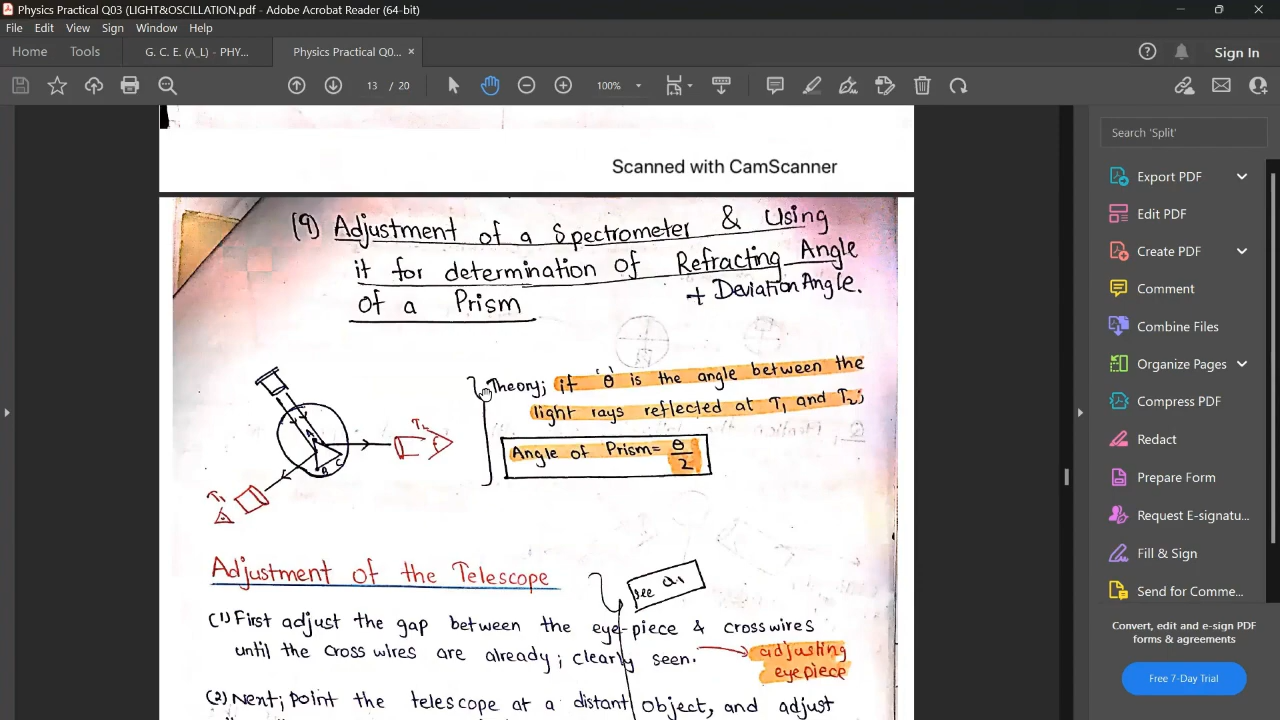 Physics Practical Q03 (LIGHT&OSCILLATION.pdf - Adobe Acrobat Reader (64-bit)
File Edit View Sign Window Help
Home Tools G. C. E. (A_L) - PHY... Physics Practical Q0... × Sign In
13 / 20 100%
Scanned with CamScanner
(9) Adjustment of a Spectrometer & Using
it for determination of Refracting Angle
of a Prism + Deviation Angle.
Theory; if 'θ' is the angle between the
light rays reflected at T1 and T2;
Angle of Prism = θ/2
T2
A
B C
T1
Adjustment of the Telescope
see Q1
(1) First adjust the gap between the eye-piece & crosswires
until the cross wires are already; clearly seen. → adjusting
eyepiece
(2) Next; point the telescope at a distant object, and adjust
Search 'Split'
Export PDF
Edit PDF
Create PDF
Comment
Combine Files
Organize Pages
Compress PDF
Redact
Prepare Form
Request E-signatu...
Fill & Sign
Send for Comme...
Convert, edit and e-sign PDF
forms & agreements
Free 7-Day Trial